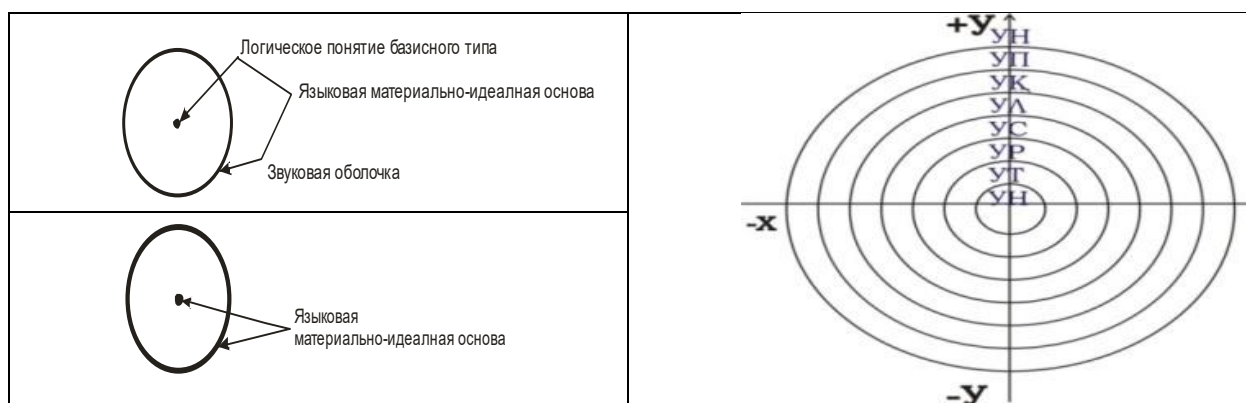 Логическое понятие базисного типа
Языковая материально-идеалная основа
Звуковая оболочка
Языковая
материально-идеалная основа
+У
УН
УП
УК
УЛ
УС
УР
УТ
УН
-х
-У